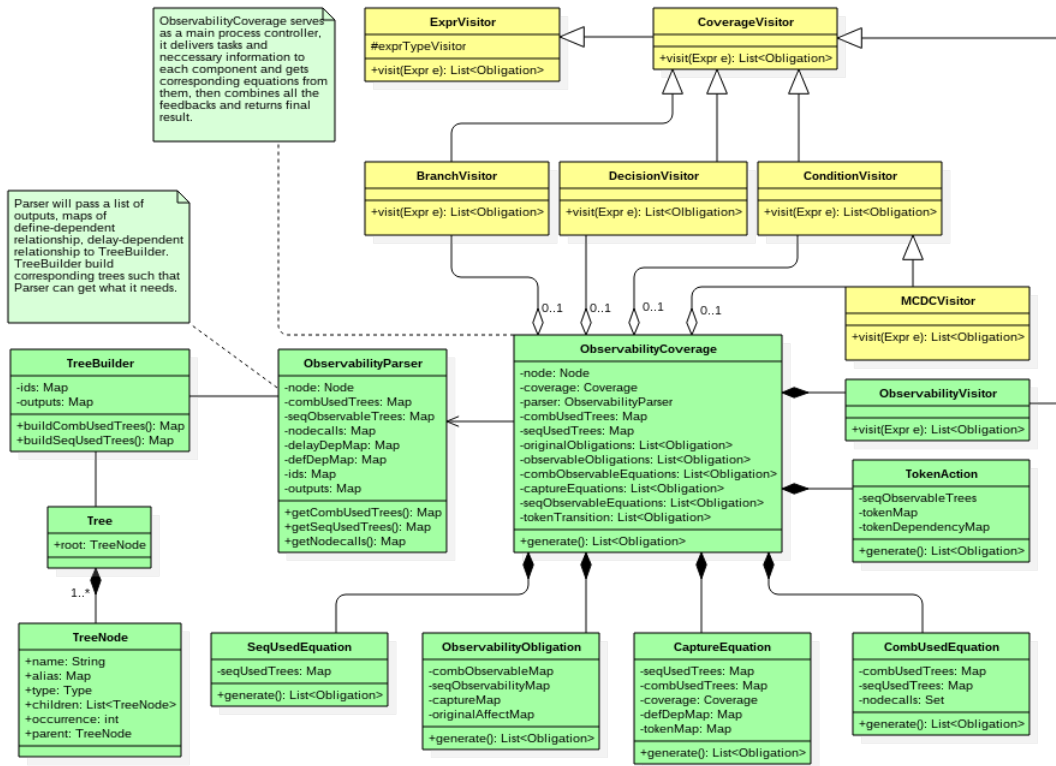 ObservabilityCoverage serves
as a main process controller,
it delivers tasks and
neccessary information to
each component and gets
corresponding equations from
them, then combines all the
feedbacks and returns final
result.
ExprVisitor
#exprTypeVisitor
+visit(Expr e): List<Obligation>
CoverageVisitor
+visit(Expr e): List<Obligation>
Parser will pass a list of
outputs, maps of
define-dependent
relationship, delay-dependent
relationship to TreeBuilder.
TreeBuilder build
corresponding trees such that
Parser can get what it needs.
BranchVisitor
+visit(Expr e): List<Obligation>
DecisionVisitor
+visit(Expr e): List<OIbligation>
ConditionVisitor
+visit(Expr e): List<Obligation>
0..1
0..1
0..1
0..1
MCDCVisitor
+visit(Expr e): List<Obligation>
TreeBuilder
-ids: Map
-outputs: Map
+buildCombUsedTrees(): Map
+buildSeqUsedTrees(): Map
ObservabilityParser
-node: Node
-combUsedTrees: Map
-seqObservableTrees: Map
-nodecalls: Map
-delayDepMap: Map
-defDepMap: Map
-ids: Map
-outputs: Map
+getCombUsedTrees(): Map
+getSeqUsedTrees(): Map
+getNodecalls(): Map
ObservabilityCoverage
-node: Node
-coverage: Coverage
-parser: ObservabilityParser
-combUsedTrees: Map
-seqUsedTrees: Map
-originalObligations: List<Obligation>
-observableObligations: List<Obligation>
-combObservableEquations: List<Obligation>
-captureEquations: List<Obligation>
-seqObservableEquations: List<Obligation>
-tokenTransition: List<Obligation>
+generate(): List<Obligation>
ObservabilityVisitor
+visit(Expr e): List<Obligation>
TokenAction
-seqObservableTrees
-tokenMap
-tokenDependencyMap
+generate(): List<Obligation>
Tree
+root: TreeNode
1..*
TreeNode
+name: String
+alias: Map
+type: Type
+children: List<TreeNode>
+occurrence: int
+parent: TreeNode
SeqUsedEquation
-seqUsedTrees: Map
+generate(): List<Obligation>
ObservabilityObligation
-combObservableMap
-seqObservabilityMap
-captureMap
-originalAffectMap
+generate(): List<Obligation>
CaptureEquation
-seqUsedTrees: Map
-combUsedTrees: Map
-coverage: Coverage
-defDepMap: Map
-tokenMap: Map
+generate(): List<Obligation>
CombUsedEquation
-combUsedTrees: Map
-seqUsedTrees: Map
-nodecalls: Set
+generate(): List<Obligation>